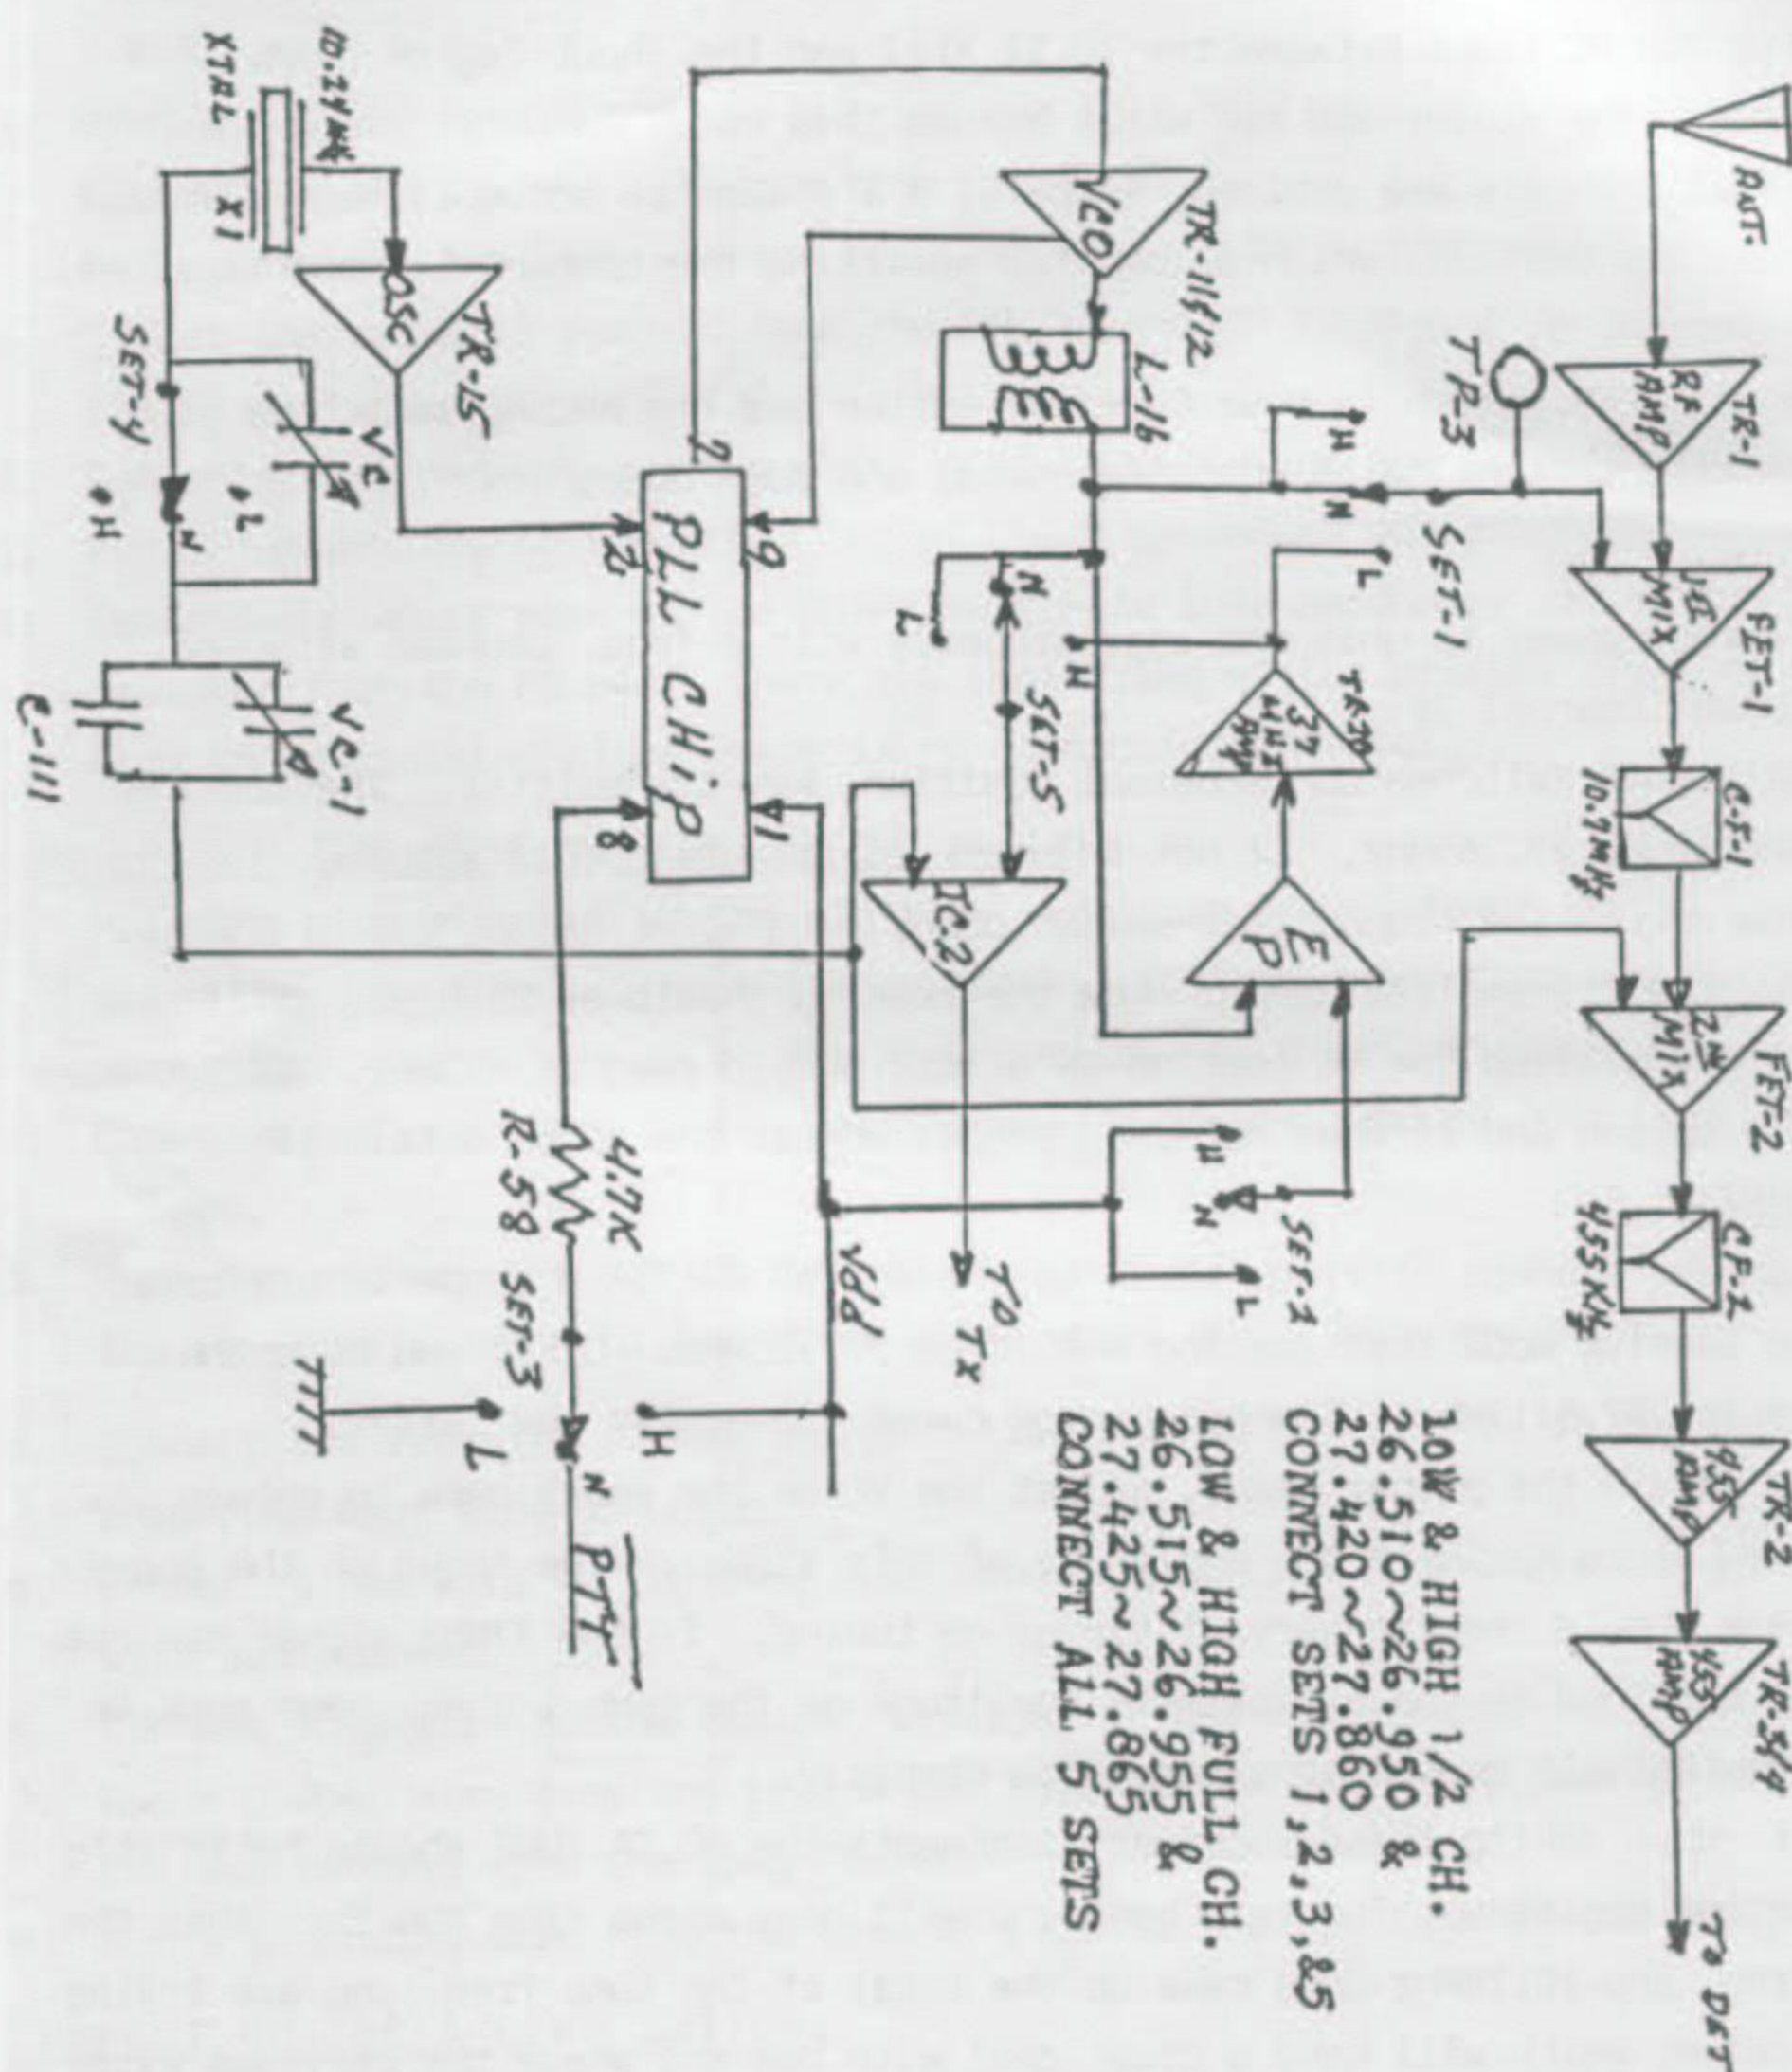 ANT.
TR-1
RF
AMP
FET-1
1st
MIX
C.F-1
10.7MHz
FET-2
2nd
MIX
CF-2
455KHz
TR-2
455
AMP
TR-3/4
455
AMP
TO DET
TP-3
SET-1
H
N
L
TR-11/12
VCO
L-16
37
MHz
AMP
H
E
P
SET-2
H
N
L
N
L
SET-5
IC-2
TO TX
10.24 MHz
XTAL X1
OSC
TR-15
PLL CHiP
2
9
1
8
SET-4
VC
L
N
H
VC-1
C-111
4.7K
R-58
SET-3
Vdd
H
N
L
PTT
LOW & HIGH 1/2 CH.
26.510~26.950 &
27.420~27.860
CONNECT SETS 1,2,3,&5
LOW & HIGH FULL CH.
26.515~26.955 &
27.425~27.865
CONNECT ALL 5 SETS